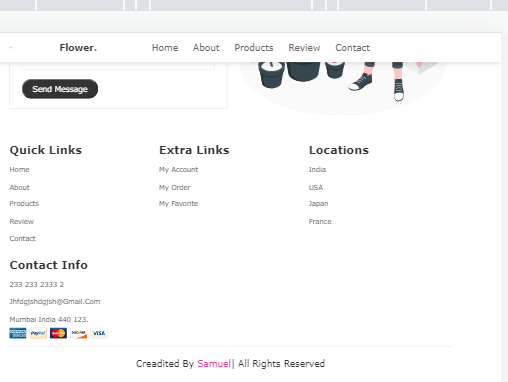 Flower. Home About Products Review Contact
Send Message
Quick Links
Home
About
Products
Review
Contact
Extra Links
My Account
My Order
My Favorite
Locations
India
USA
Japan
France
Contact Info
233 233 2333 2
Jhfdgjshdgjsh@Gmail.Com
Mumbai India 440 123.
PayPal MasterCard DISCOVER VISA
Creadited By Samuel| All Rights Reserved